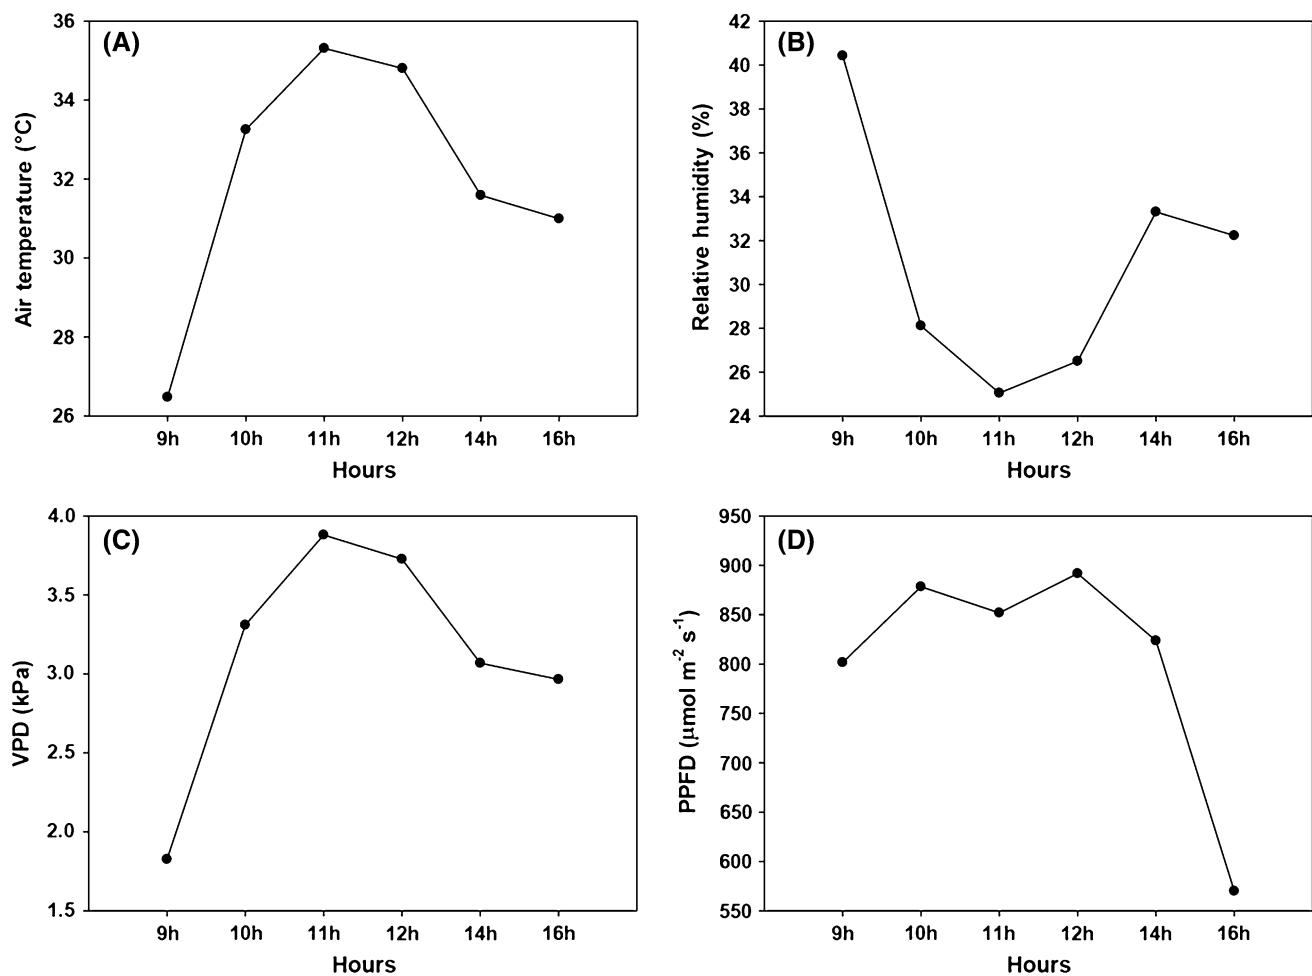 (A)
Air temperature (°C)
36
34
32
30
28
26
9h 10h 11h 12h 14h 16h
Hours
(B)
Relative humidity (%)
42
40
38
36
34
32
30
28
26
24
9h 10h 11h 12h 14h 16h
Hours
(C)
VPD (kPa)
4.0
3.5
3.0
2.5
2.0
1.5
9h 10h 11h 12h 14h 16h
Hours
(D)
PPFD (μmol m⁻² s⁻¹)
950
900
850
800
750
700
650
600
550
9h 10h 11h 12h 14h 16h
Hours